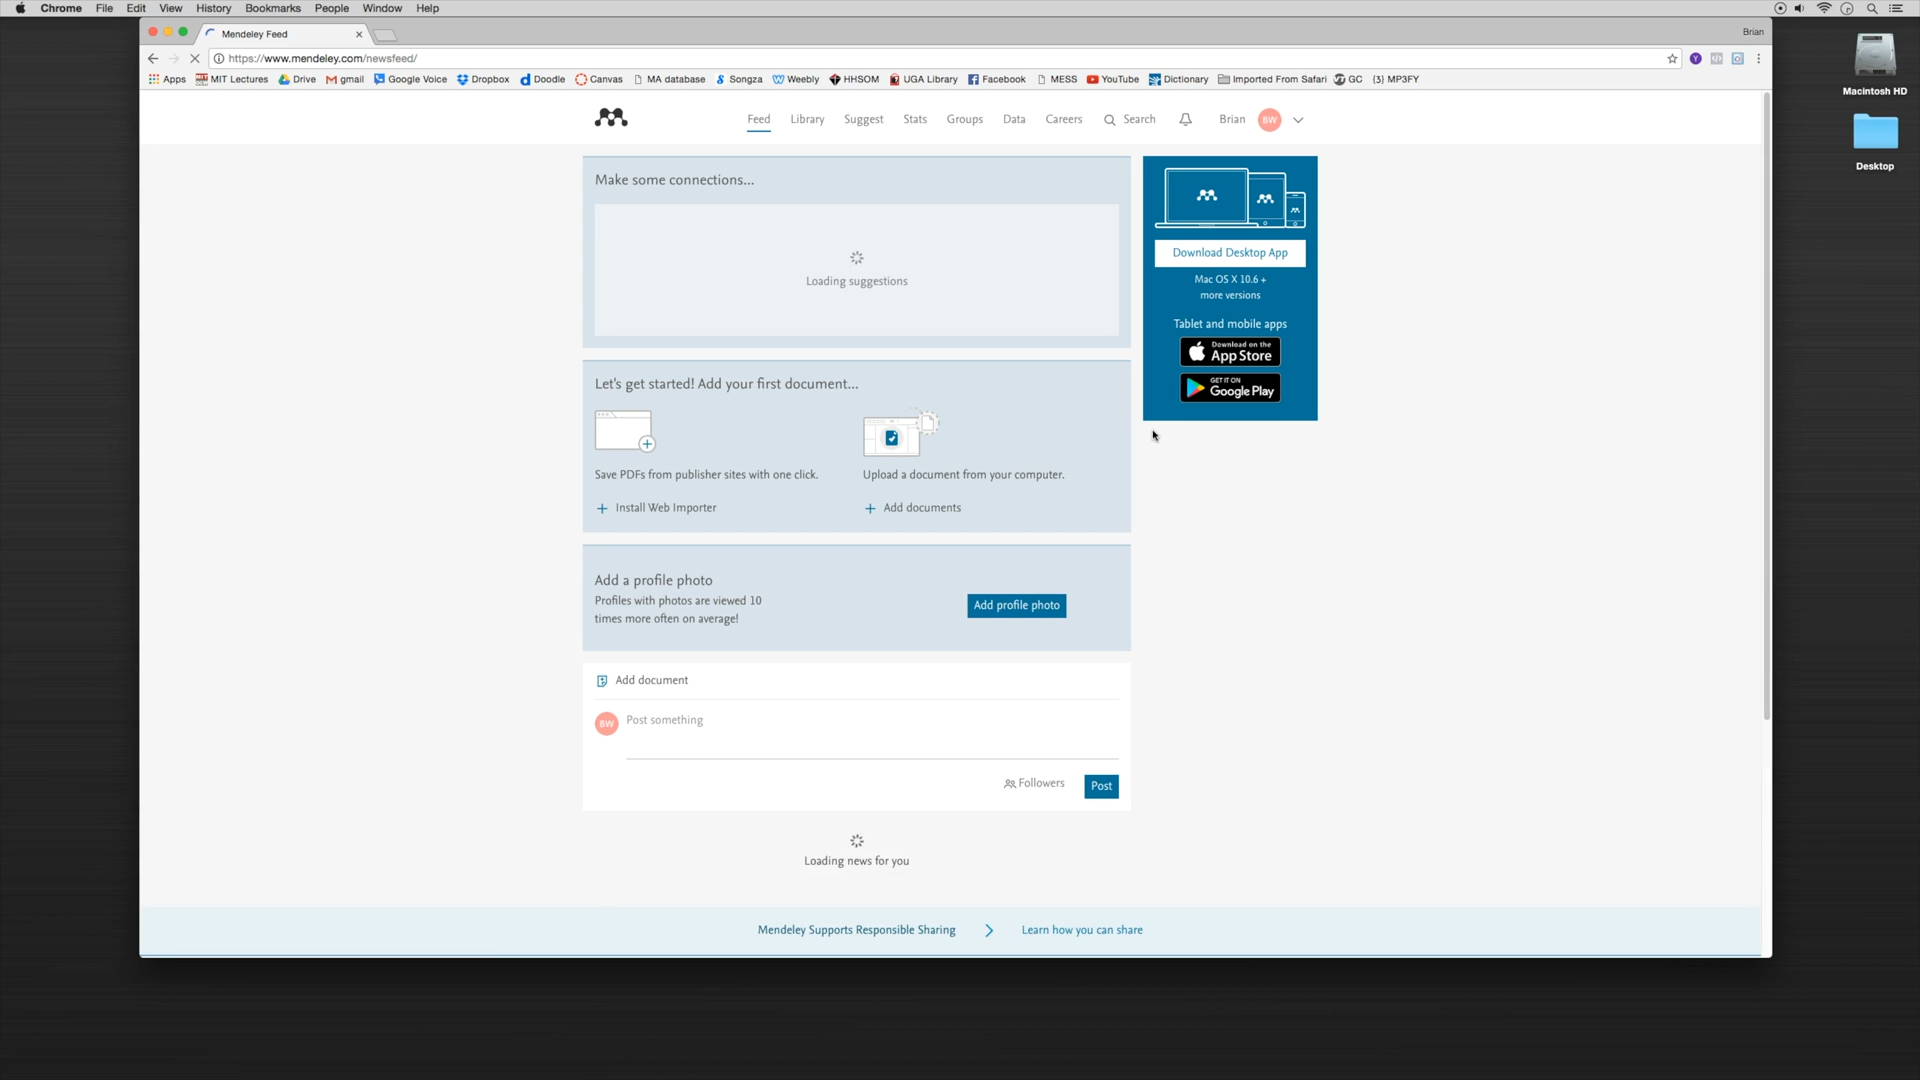 Chrome File Edit View History Bookmarks People Window Help
Mendeley Feed
Brian
https://www.mendeley.com/newsfeed/
Apps MIT Lectures Drive gmail Google Voice Dropbox Doodle Canvas MA database Songza Weebly HHSOM UGA Library Facebook MESS YouTube Dictionary Imported From Safari GC {3} MP3FY
Macintosh HD
Desktop
Feed Library Suggest Stats Groups Data Careers Search Brian BW
Make some connections...
Loading suggestions
Download Desktop App
Mac OS X 10.6 +
more versions
Tablet and mobile apps
Download on the
App Store
GET IT ON
Google Play
Let's get started! Add your first document...
Save PDFs from publisher sites with one click.
Upload a document from your computer.
Install Web Importer
Add documents
Add a profile photo
Profiles with photos are viewed 10
times more often on average!
Add profile photo
Add document
BW Post something
Followers Post
Loading news for you
Mendeley Supports Responsible Sharing
Learn how you can share